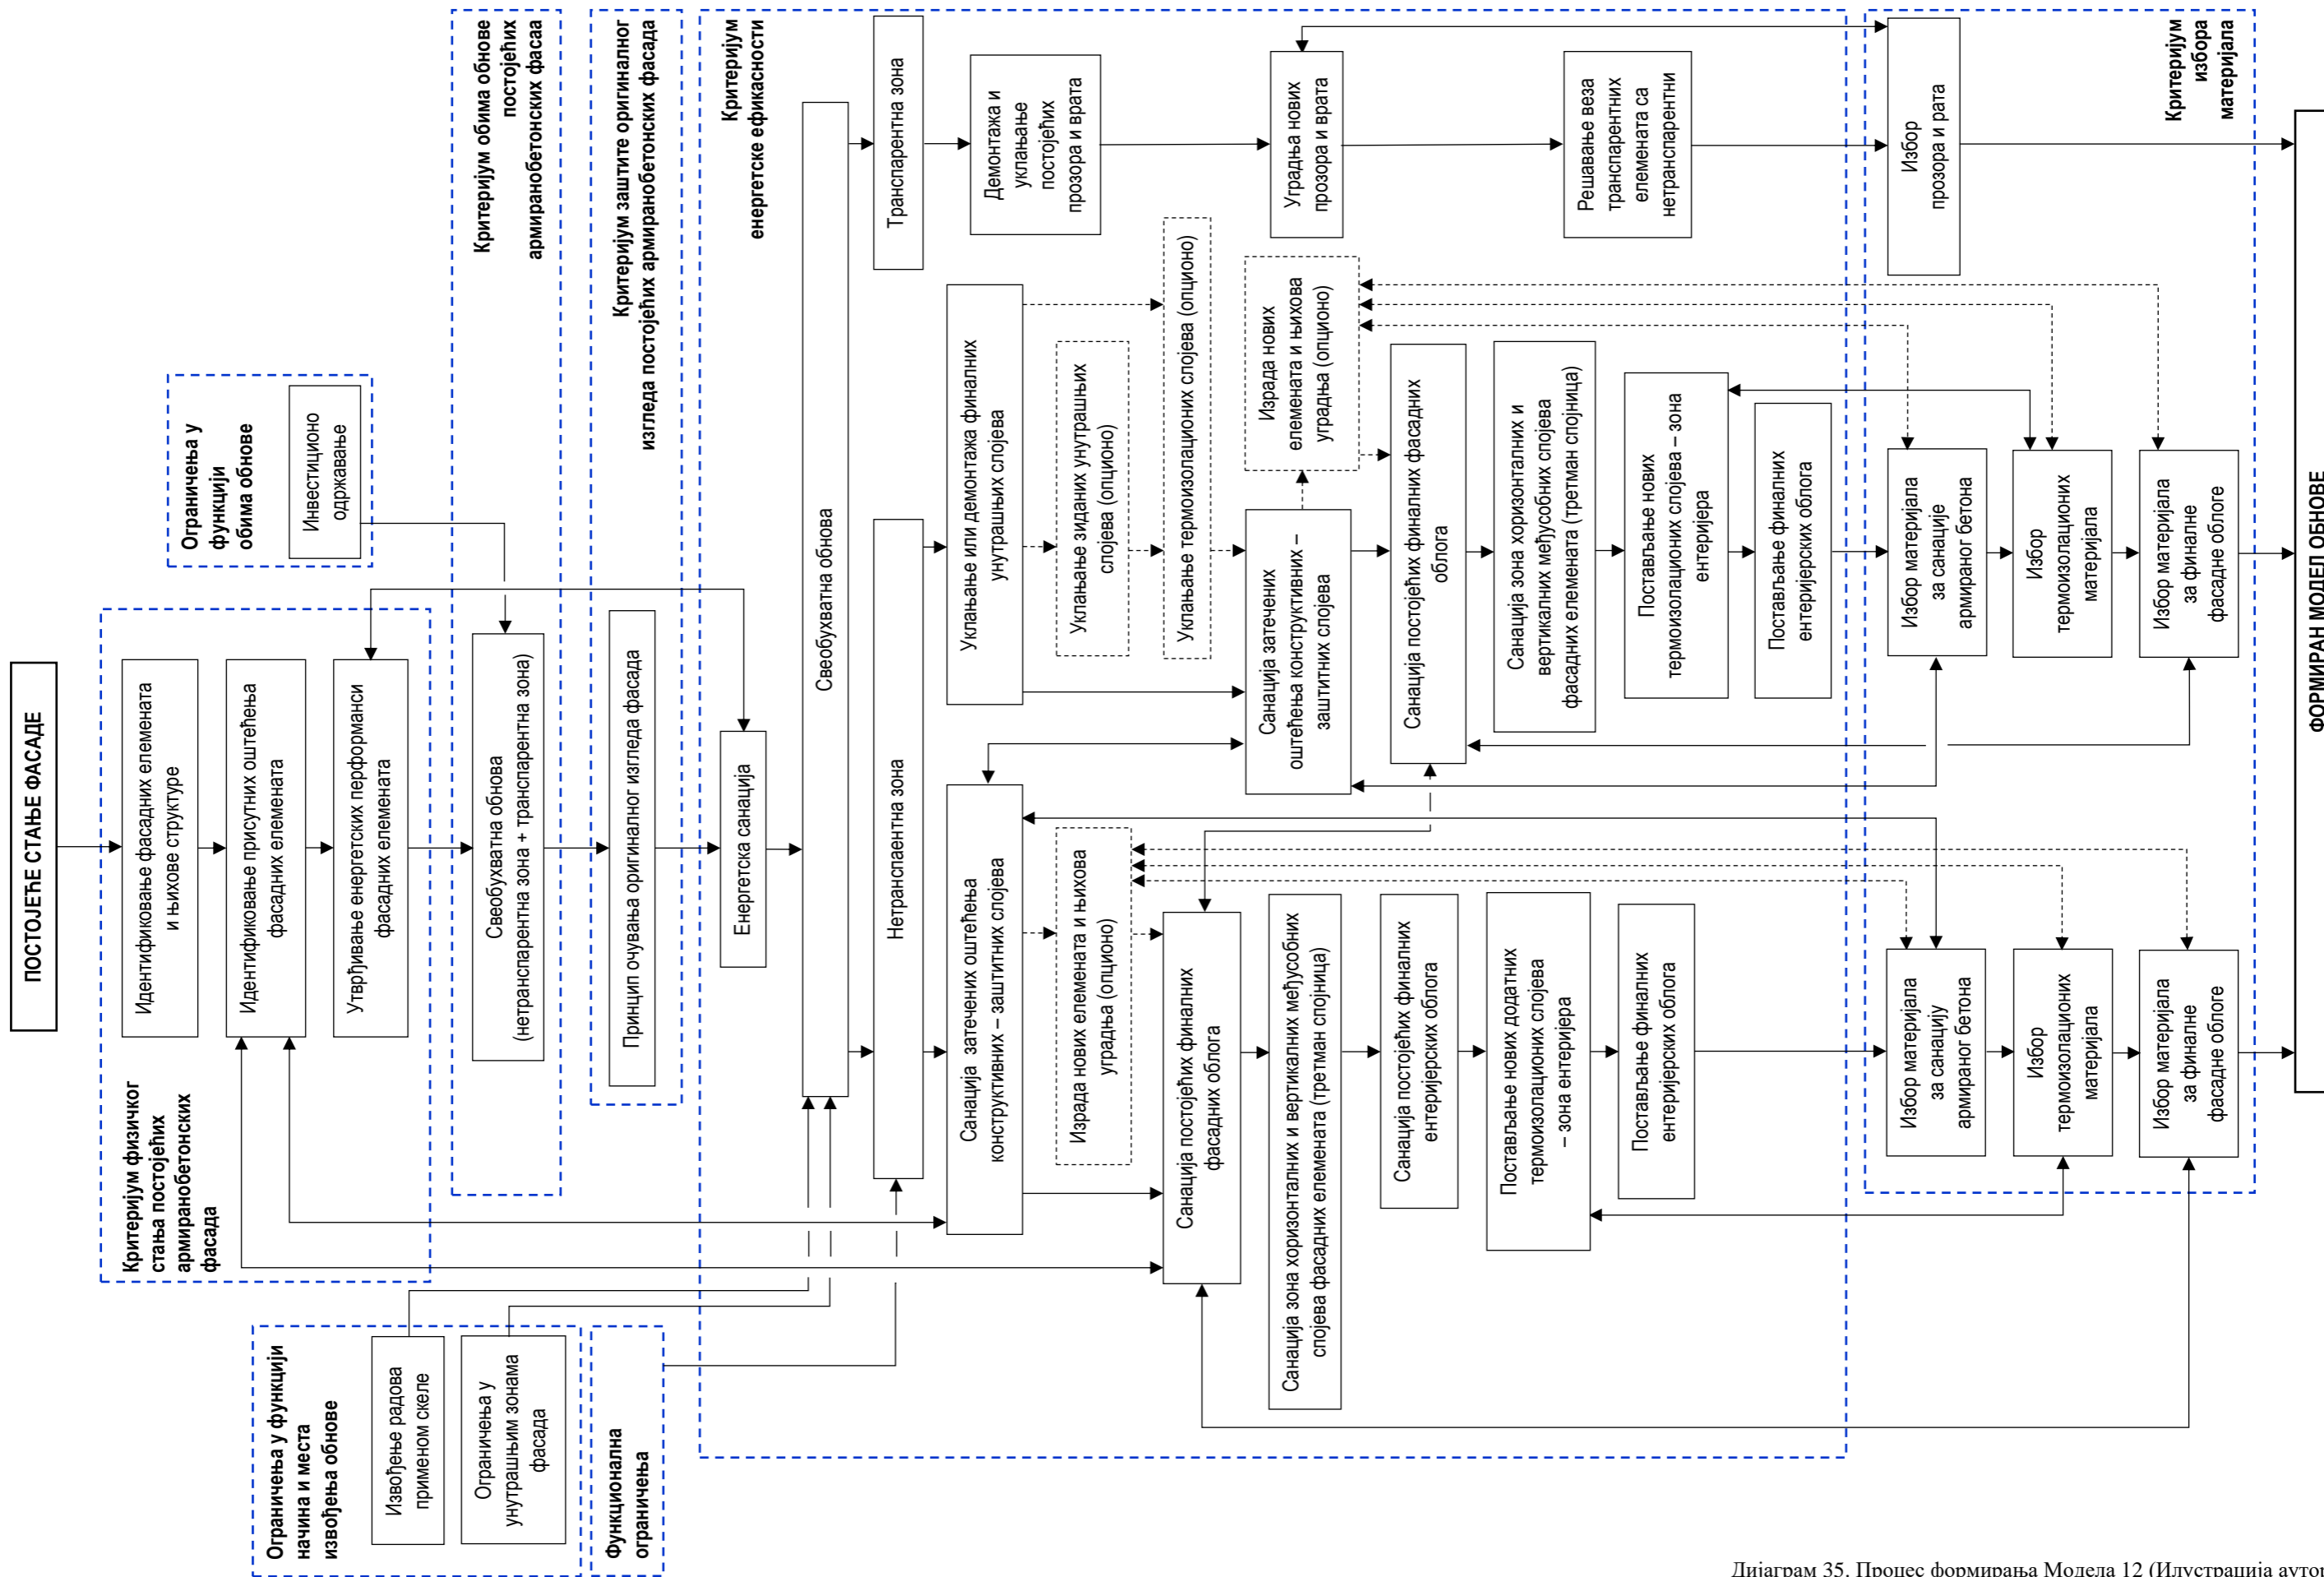 ПОСТОЈЕЋЕ СТАЊЕ ФАСАДЕ
Критеријум физичког
стања постојећих
армиранобетонских
фасада
Идентификовање фасадних елемената
и њихове структуре
Идентификовање присутних оштећења
фасадних елемената
Утврђивање енергетских перформанси
фасадних елемената
Ограничења у
функцији
обима обнове
Инвестиционо
одржавање
Ограничења у функцији
начина и места
извођења обнове
Извођење радова
применом скеле
Ограничења у
унутрашњим зонама
фасада
Функционална
ограничења
Критеријум обима обнове
постојећих
армиранобетонских фасаа
Свеобухватна обнова
(нетранспарентна зона + транспарентна зона)
Критеријум заштите оригиналног
изгледа постојећих армиранобетонских фасада
Принцип очувања оригиналног изгледа фасада
Критеријум
енергетске ефикасности
Енергетска санација
Свеобухватна обнова
Нетранспаентна зона
Транспарентна зона
Санација затечених оштећења
конструктивних – заштитних слојева
Израда нових елемената и њихова
уградња (опционо)
Санација постојећих финалних
фасадних облога
Санација зона хоризонталних и вертикалних међусобних
спојева фасадних елемената (третман спојница)
Санација постојећих финалних
ентеријерских облога
Постављање нових додатних
термоизолационих слојева
– зона ентеријера
Постављање финалних
ентеријерских облога
Уклањање или демонтажа финалних
унутрашњих слојева
Уклањање зиданих унутрашњих
слојева (опционо)
Уклањање термоизолационих слојева (опционо)
Санација затечених
оштећења конструктивних –
заштитних слојева
Израда нових
елемената и њихова
уградња (опционо)
Санација постојећих финалних фасадних
облога
Санација зона хоризонталних и
вертикалних међусобних спојева
фасадних елемената (третман спојница)
Постављање нових
термоизолационих слојева – зона
ентеријера
Постављање финалних
ентеријерских облога
Демонтажа и
уклањање
постојећих
прозора и врата
Уградња нових
прозора и врата
Решавање веза
транспарентних
елемената са
нетранспарентни
Критеријум
избора
материјала
Избор материјала
за санацију
армираног бетона
Избор
термоизолационих
материјала
Избор материјала
за финалне
фасадне облоге
Избор материјала
за санације
армираног бетона
Избор
термоизолационих
материјала
Избор материјала
за финалне
фасадне облоге
Избор
прозора и рата
ФОРМИРАН МОДЕЛ ОБНОВЕ
Дијаграм 35. Процес формирања Модела 12 (Илустрација аутор